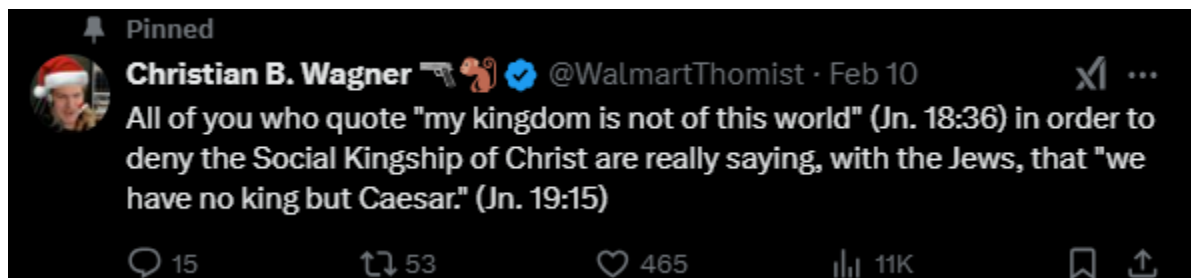 Pinned
Christian B. Wagner 🔫🐒 @WalmartThomist · Feb 10
All of you who quote "my kingdom is not of this world" (Jn. 18:36) in order to
deny the Social Kingship of Christ are really saying, with the Jews, that "we
have no king but Caesar." (Jn. 19:15)
15 53 465 11K